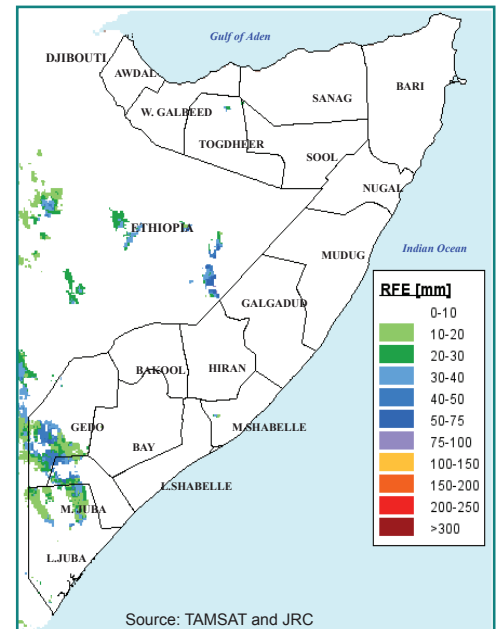 Gulf of Aden
DJIBOUTI
AWDAL
BARI
SANAG
W. GALBEED
TOGDHEER
SOOL
NUGAL
ETHIOPIA
Indian Ocean
MUDUG
RFE [mm]
0-10
10-20
20-30
30-40
40-50
50-75
75-100
100-150
150-200
200-250
>300
GALGADUD
BAKOOL
HIRAN
GEDO
M.SHABELLE
BAY
L.SHABELLE
M. JUBA
L.JUBA
Source: TAMSAT and JRC